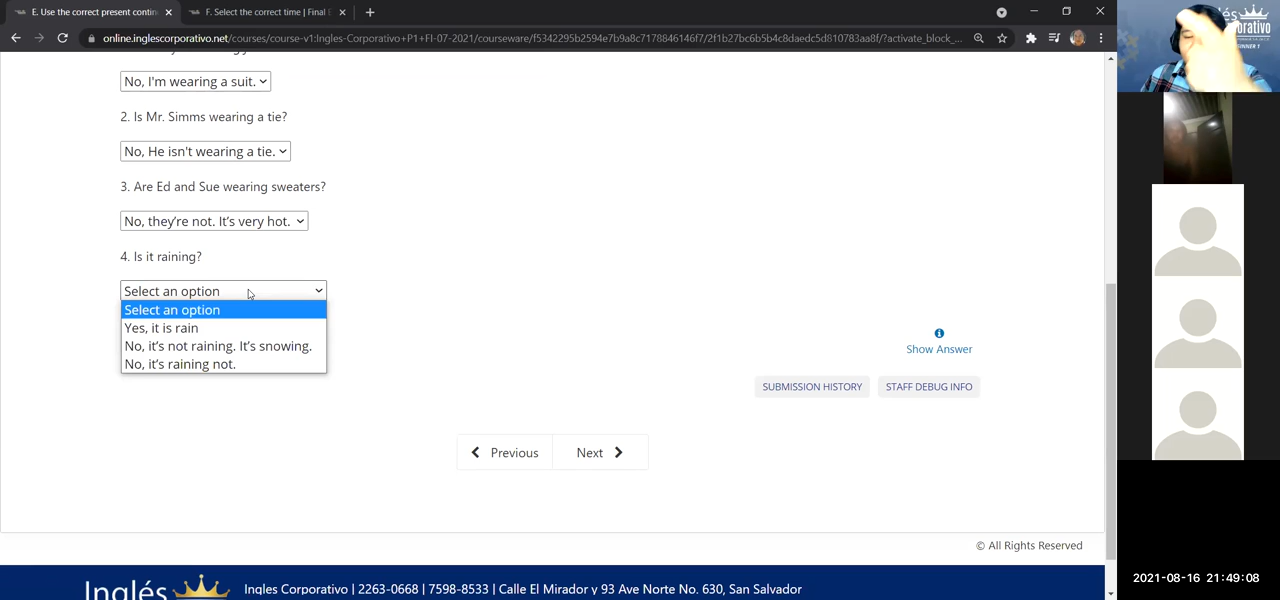 E. Use the correct present contin
F. Select the correct time | Final E
online.inglescorporativo.net/courses/course-v1:Ingles-Corporativo+P1+FI-07-2021/courseware/f5342295b2594e7b9a8c7178846146f7/2f1b27bc6b5b4c8daedc5d810783aa8f/?activate_block_...
No, I'm wearing a suit.
2. Is Mr. Simms wearing a tie?
No, He isn't wearing a tie.
3. Are Ed and Sue wearing sweaters?
No, they're not. It's very hot.
4. Is it raining?
Select an option
Select an option
Yes, it is rain
No, it's not raining. It's snowing.
No, it's raining not.
Show Answer
SUBMISSION HISTORY
STAFF DEBUG INFO
Previous
Next
© All Rights Reserved
Inglés
Ingles Corporativo | 2263-0668 | 7598-8533 | Calle El Mirador y 93 Ave Norte No. 630, San Salvador
2021-08-16 21:49:08